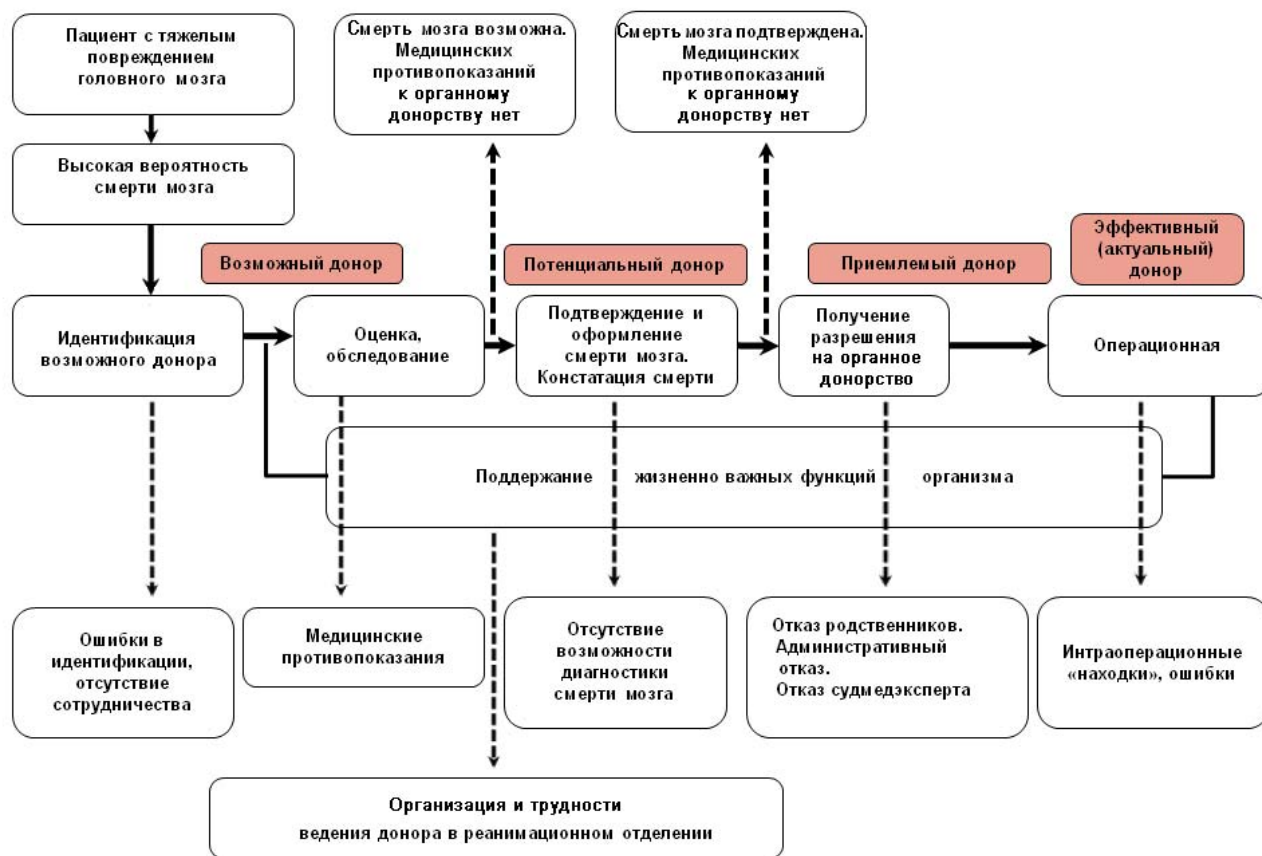 Пациент с тяжелым
повреждением
головного мозга
Смерть мозга возможна.
Медицинских
противопоказаний
к органному
донорству нет
Смерть мозга подтверждена.
Медицинских
противопоказаний
к органному
донорству нет
Высокая вероятность
смерти мозга
Возможный донор
Потенциальный донор
Приемлемый донор
Эффективный
(актуальный)
донор
Идентификация
возможного донора
Оценка,
обследование
Подтверждение и
оформление
смерти мозга.
Констатация смерти
Получение
разрешения
на органное
донорство
Операционная
Поддержание жизненно важных функций организма
Ошибки в
идентификации,
отсутствие
сотрудничества
Медицинские
противопоказания
Отсутствие
возможности
диагностики
смерти мозга
Отказ родственников.
Административный
отказ.
Отказ судмедэксперта
Интраоперационные
«находки», ошибки
Организация и трудности
ведения донора в реанимационном отделении